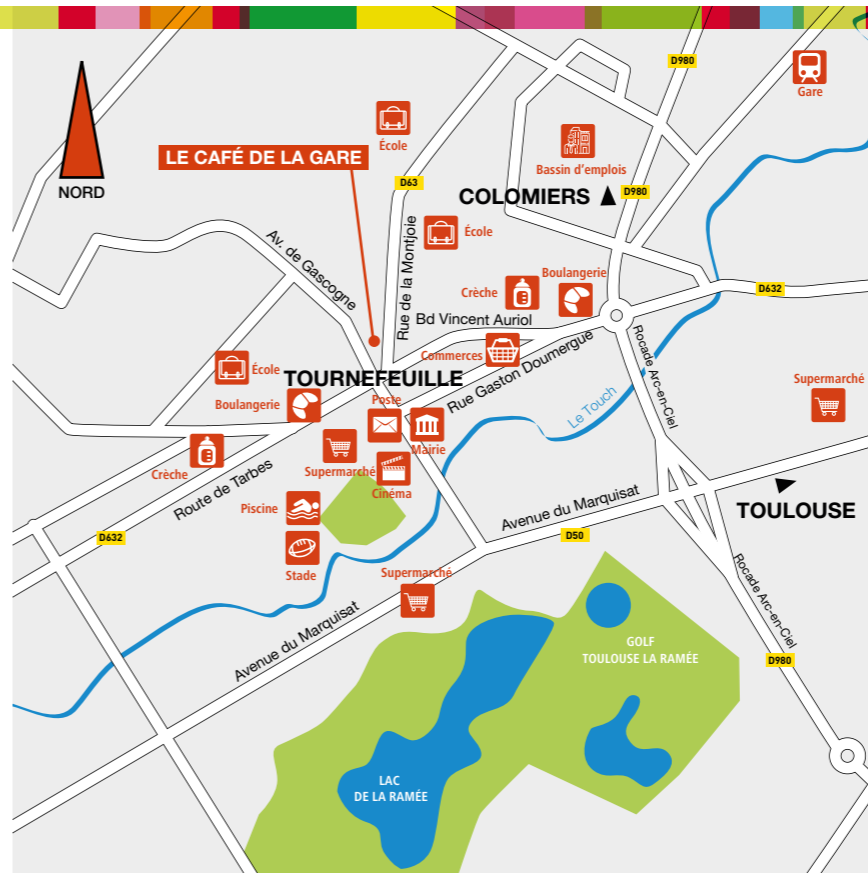 D980
Gare
École
Bassin d'emplois
LE CAFÉ DE LA GARE
NORD
D63
COLOMIERS
D980
École
Av. de Gascogne
Rue de la Montjoie
Crèche
Boulangerie
D632
Bd Vincent Auriol
Commerces
Rue Gaston Doumergue
Rocade Arc-en-Ciel
École
TOURNEFEUILLE
Supermarché
Boulangerie
Poste
Le Touch
Mairie
Crèche
Supermarché
Cinéma
Route de Tarbes
Piscine
Avenue du Marquisat
TOULOUSE
D632
D50
Stade
Supermarché
Rocade Arc-en-Ciel
Avenue du Marquisat
GOLF
TOULOUSE LA RAMÉE
D980
LAC
DE LA RAMÉE